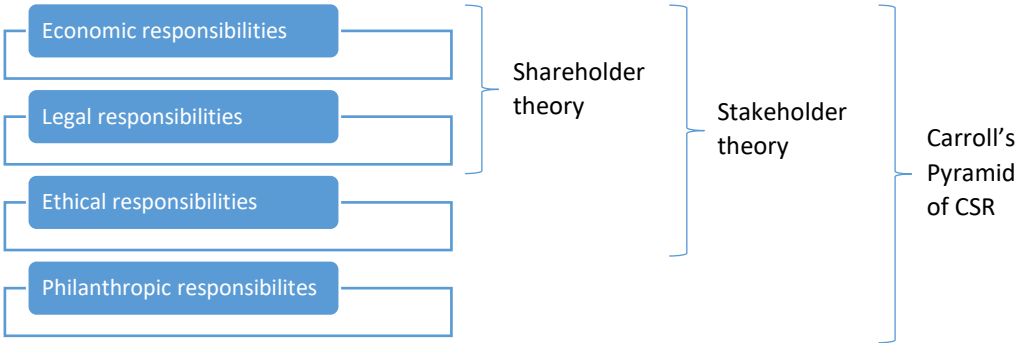 Economic responsibilities
Legal responsibilities
Ethical responsibilities
Philanthropic responsibilites
Shareholder
theory
Stakeholder
theory
Carroll’s
Pyramid
of CSR